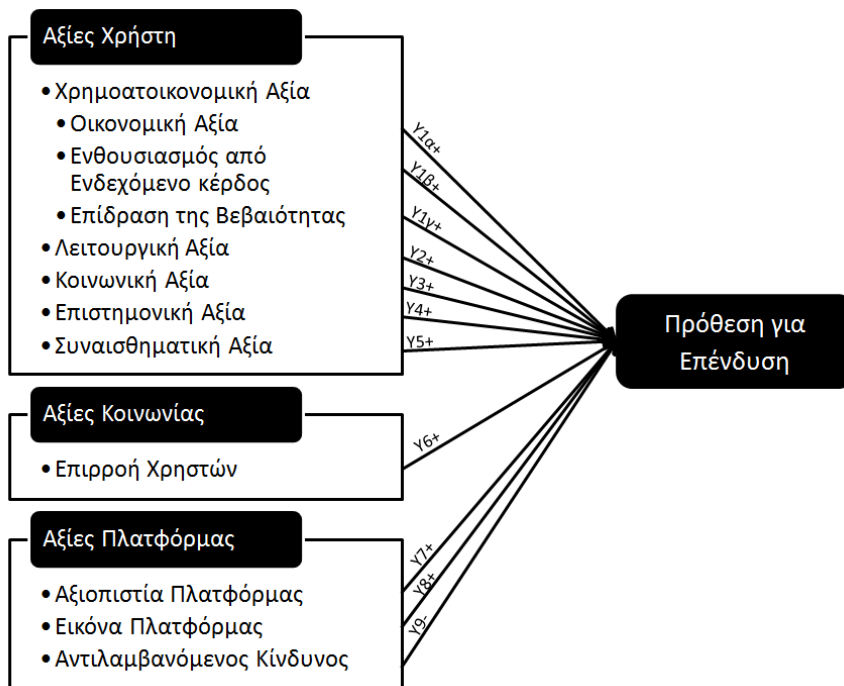 Αξίες Χρήστη
• Χρημοατοικονομική Αξία
• Οικονομική Αξία
• Ενθουσιασμός από
Ενδεχόμενο κέρδος
• Επίδραση της Βεβαιότητας
• Λειτουργική Αξία
• Κοινωνική Αξία
• Επιστημονική Αξία
• Συναισθηματική Αξία
Υ1α+
Υ1β+
Υ1γ+
Υ2+
Υ3+
Υ4+
Υ5+
Πρόθεση για
Επένδυση
Αξίες Κοινωνίας
• Επιρροή Χρηστών
Υ6+
Αξίες Πλατφόρμας
• Αξιοπιστία Πλατφόρμας
• Εικόνα Πλατφόρμας
• Αντιλαμβανόμενος Κίνδυνος
Υ7+
Υ8+
Υ9-